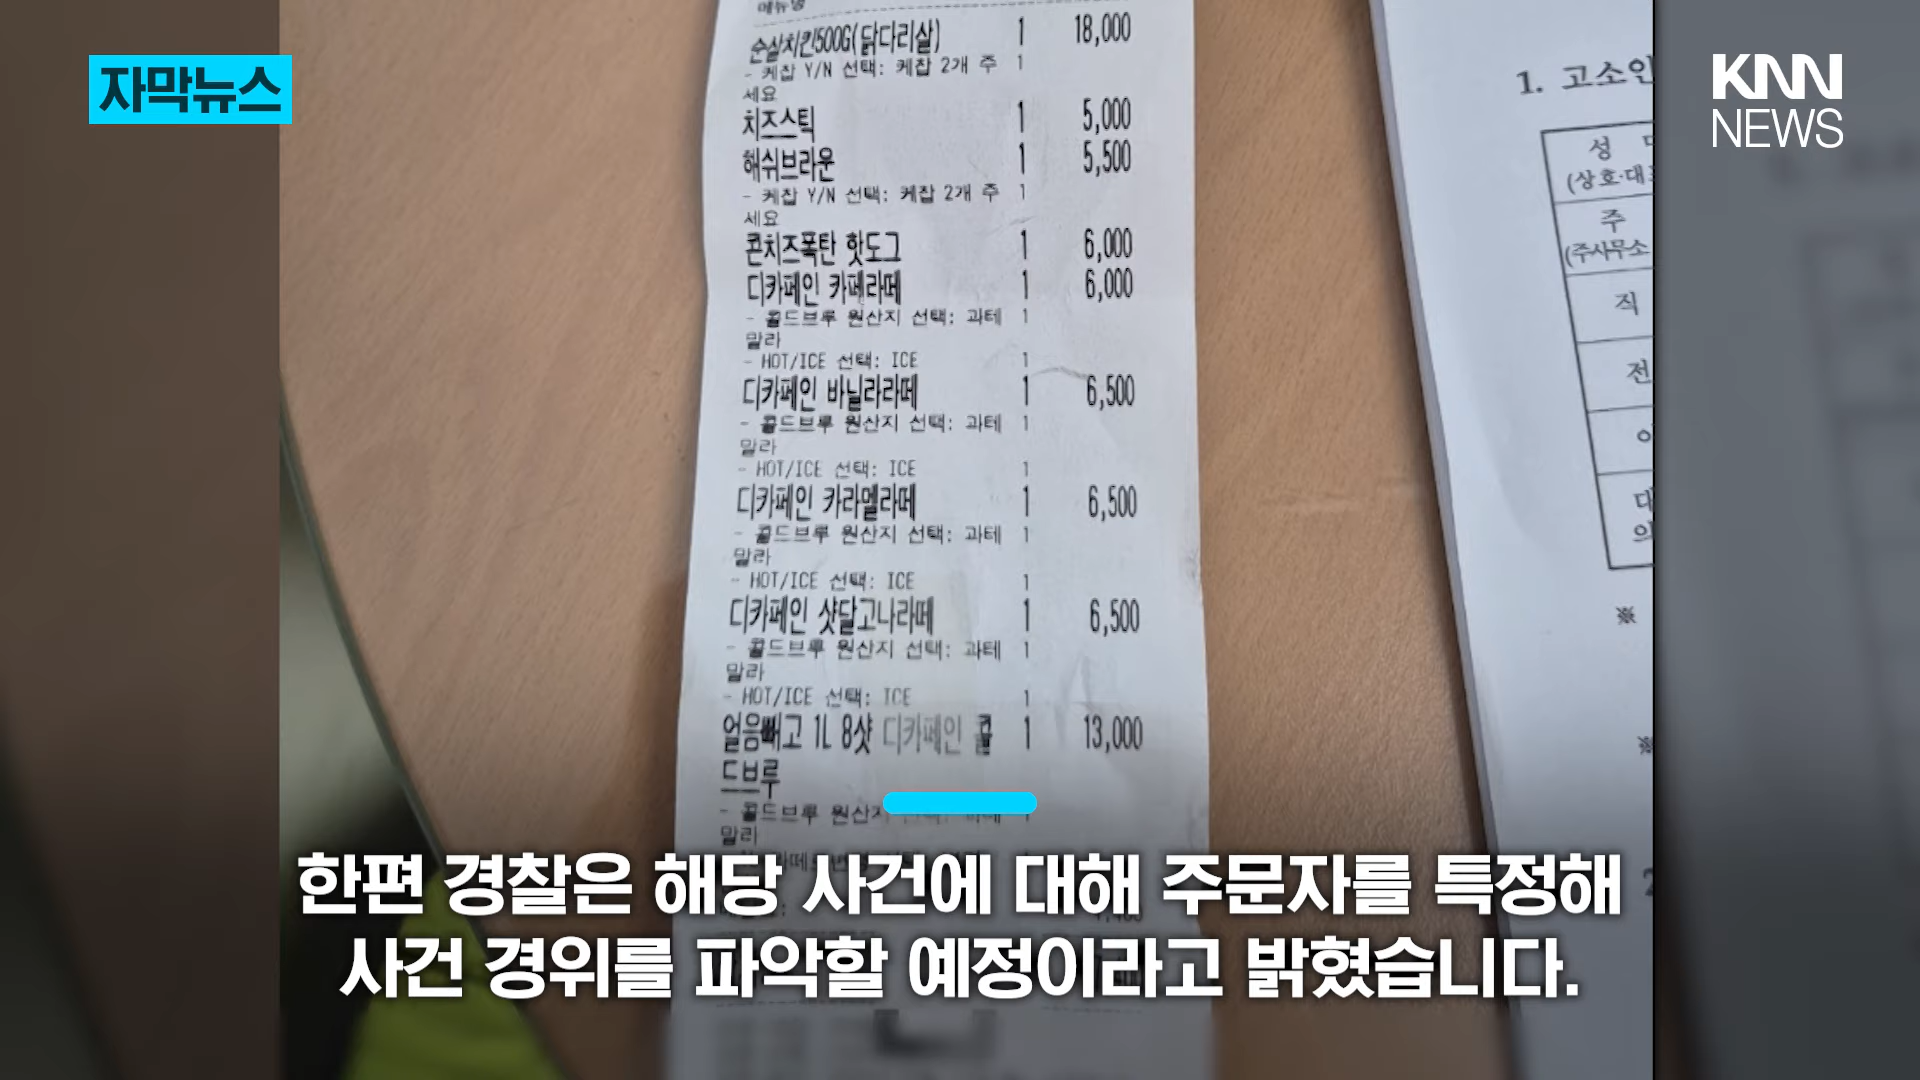 자막뉴스
KNN
NEWS
메뉴명
순살치킨500G(닭다리살) 1 18,000
- 케찹 Y/N 선택: 케찹 2개 주 1
세요
치즈스틱 1 5,000
해쉬브라운 1 5,500
- 케찹 Y/N 선택: 케찹 2개 주 1
세요
콘치즈폭탄 핫도그 1 6,000
디카페인 카페라떼 1 6,000
- 콜드브루 원산지 선택: 과테 1
말라
- HOT/ICE 선택: ICE 1
디카페인 바닐라라떼 1 6,500
- 콜드브루 원산지 선택: 과테 1
말라
- HOT/ICE 선택: ICE 1
디카페인 카라멜라떼 1 6,500
- 콜드브루 원산지 선택: 과테 1
말라
- HOT/ICE 선택: ICE 1
디카페인 샷달고나라떼 1 6,500
- 콜드브루 원산지 선택: 과테 1
말라
- HOT/ICE 선택: ICE 1
얼음빼고 1L 8샷 디카페인 콜 1 13,000
드브루
- 콜드브루 원산지
말라
1. 고소인
성
(상호·대표
주
(주사무소
직
전
이
대
의
※
※
한편 경찰은 해당 사건에 대해 주문자를 특정해
사건 경위를 파악할 예정이라고 밝혔습니다.